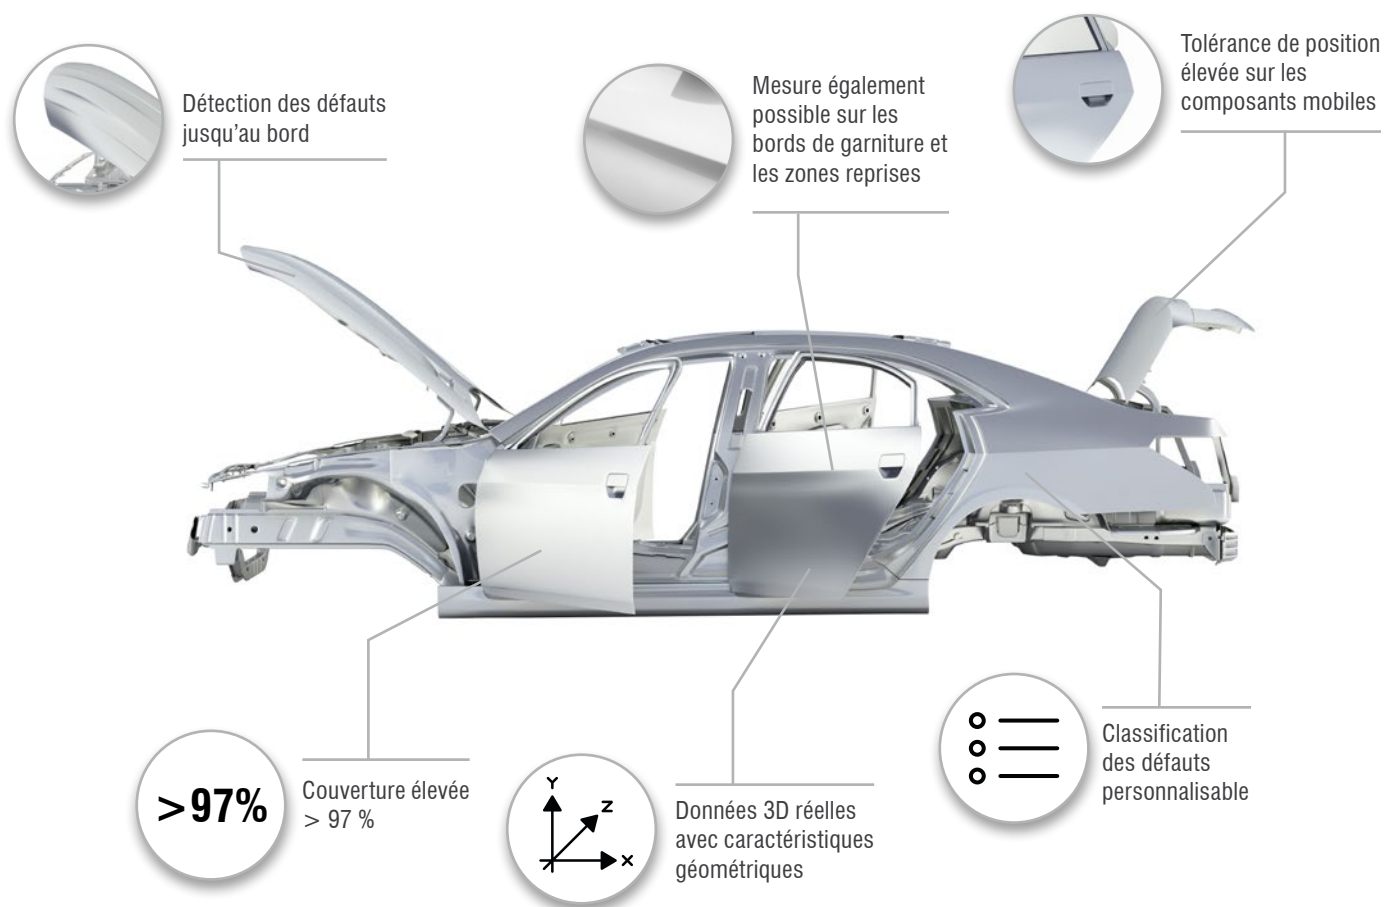 Détection des défauts
jusqu’au bord
Mesure également
possible sur les
bords de garniture et
les zones reprises
Tolérance de position
élevée sur les
composants mobiles
>97%
Couverture élevée
> 97 %
Y
Z
X
Données 3D réelles
avec caractéristiques
géométriques
Classification
des défauts
personnalisable